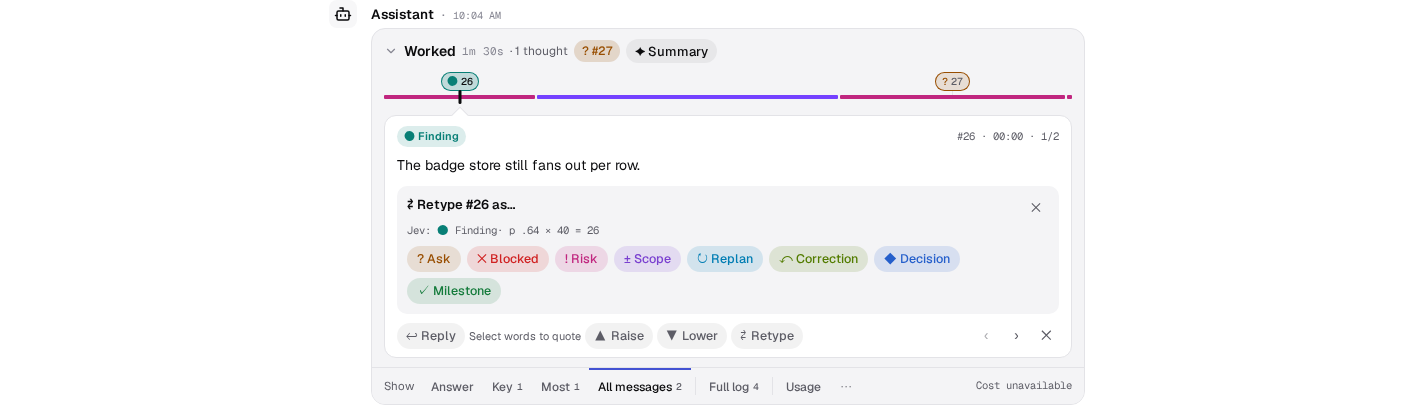 Assistant · 10:04 AM
Worked 1m 30s · 1 thought ? #27 ✦ Summary
26 ? 27
Finding #26 · 00:00 · 1/2
The badge store still fans out per row.
⇄ Retype #26 as… ×
Jev: Finding· p .64 × 40 = 26
? Ask × Blocked ! Risk ± Scope ↻ Replan ↶ Correction ◆ Decision
✓ Milestone
↩ Reply Select words to quote ▲ Raise ▼ Lower ⇄ Retype ‹ › ×
Show Answer Key 1 Most 1 All messages 2 Full log 4 Usage ··· Cost unavailable